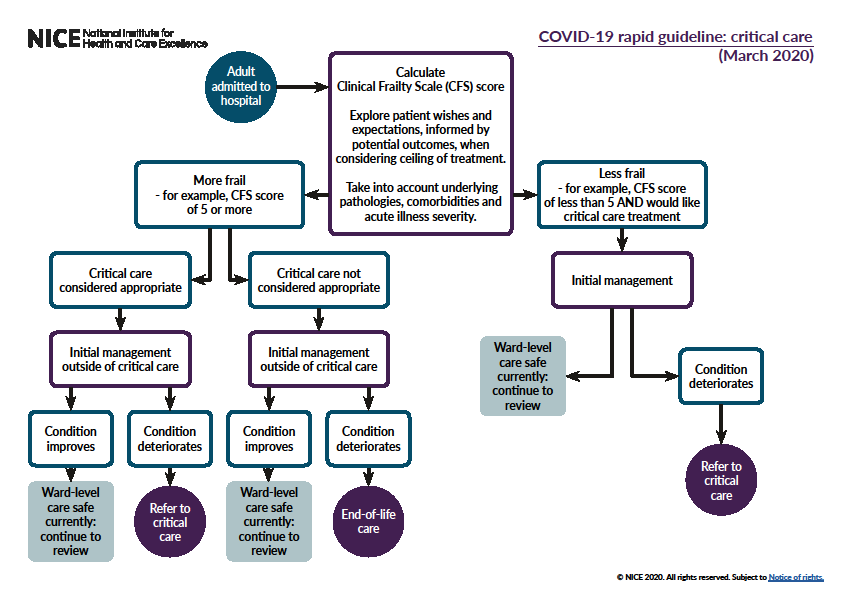 NICE National Institute for
Health and Care Excellence
COVID-19 rapid guideline: critical care
(March 2020)
Adult
admitted to
hospital
Calculate
Clinical Frailty Scale (CFS) score
Explore patient wishes and
expectations, informed by
potential outcomes, when
considering ceiling of treatment.
Take into account underlying
pathologies, comorbidities and
acute illness severity.
More frail
- for example, CFS score
of 5 or more
Less frail
- for example, CFS score
of less than 5 AND would like
critical care treatment
Critical care
considered appropriate
Critical care not
considered appropriate
Initial management
Initial management
outside of critical care
Initial management
outside of critical care
Ward-level
care safe
currently:
continue to
review
Condition
deteriorates
Condition
improves
Condition
deteriorates
Condition
improves
Condition
deteriorates
Refer to
critical
care
Ward-level
care safe
currently:
continue to
review
Refer to
critical
care
Ward-level
care safe
currently:
continue to
review
End-of-life
care
© NICE 2020. All rights reserved. Subject to Notice of rights.